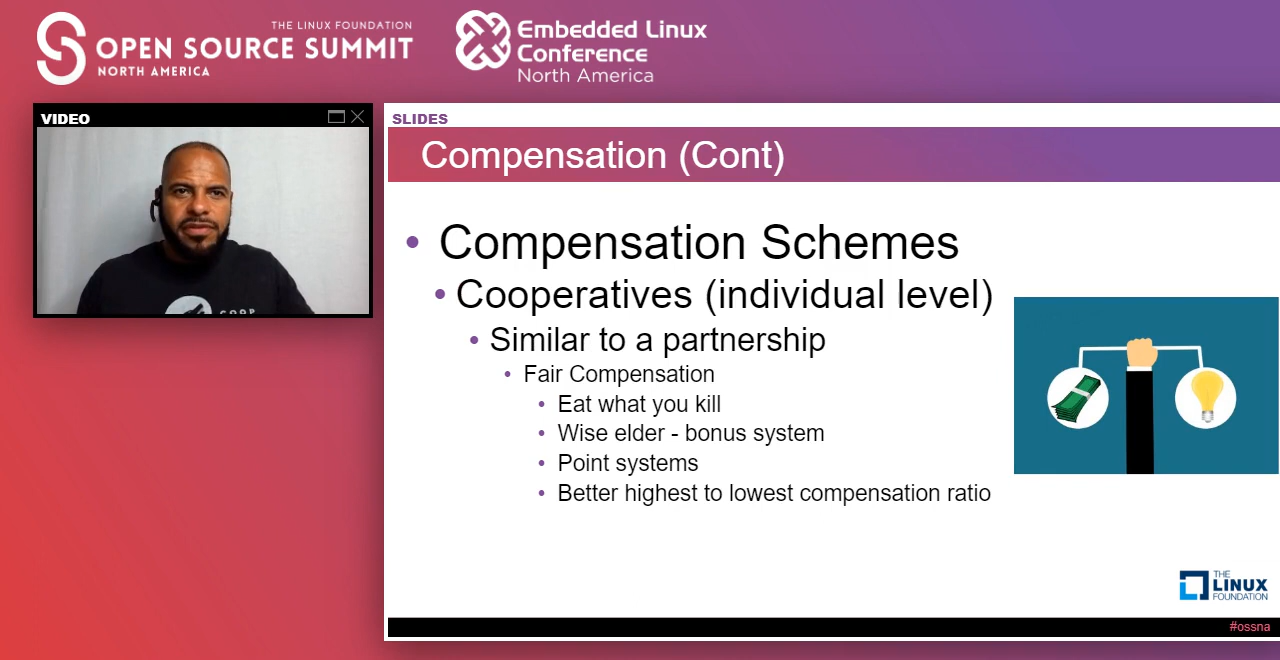 THE LINUX FOUNDATION
OPEN SOURCE SUMMIT
NORTH AMERICA
Embedded Linux
Conference
North America
VIDEO
COOP
SLIDES
Compensation (Cont)
• Compensation Schemes
• Cooperatives (individual level)
• Similar to a partnership
• Fair Compensation
• Eat what you kill
• Wise elder - bonus system
• Point systems
• Better highest to lowest compensation ratio
THE
LINUX
FOUNDATION
#ossna